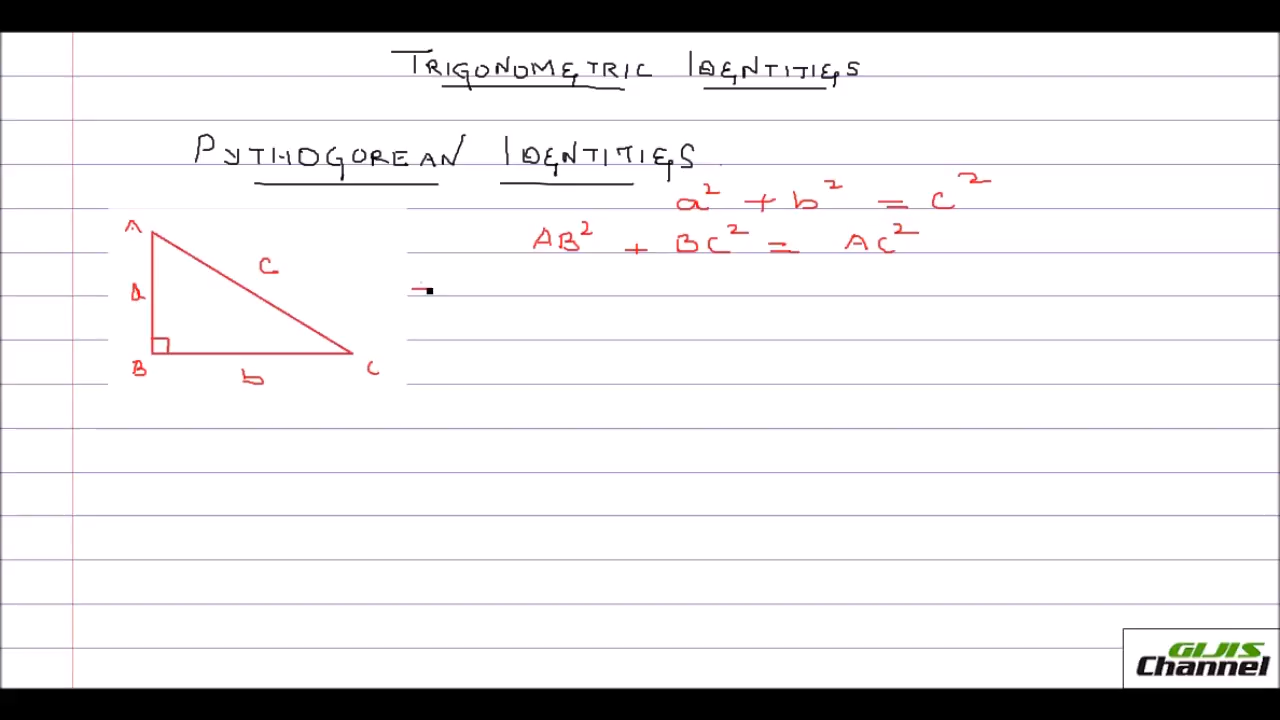 TRIGONOMETRIC IDENTITIES
PYTHOGOREAN IDENTITIES
a² + b² = c²
AB² + BC² = AC²
A
c
a
B
b
C
GIJIS
Channel